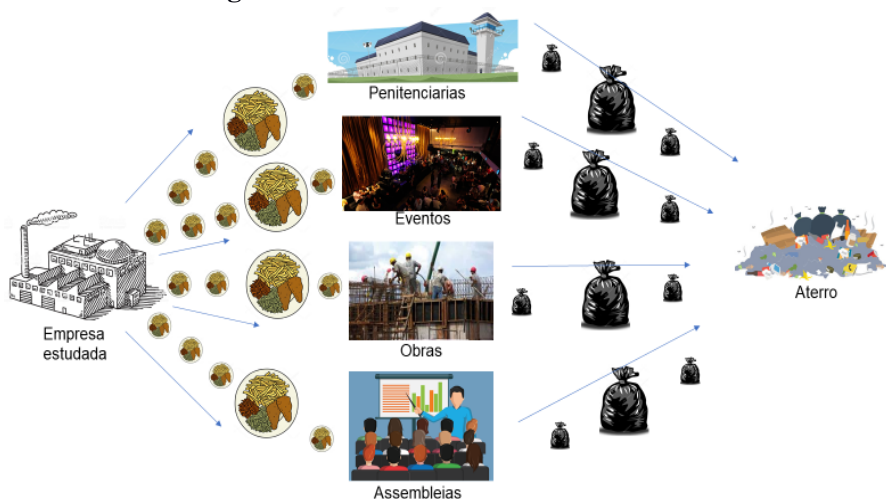 Penitenciarias
Eventos
Empresa
estudada
Obras
Aterro
Assembleias